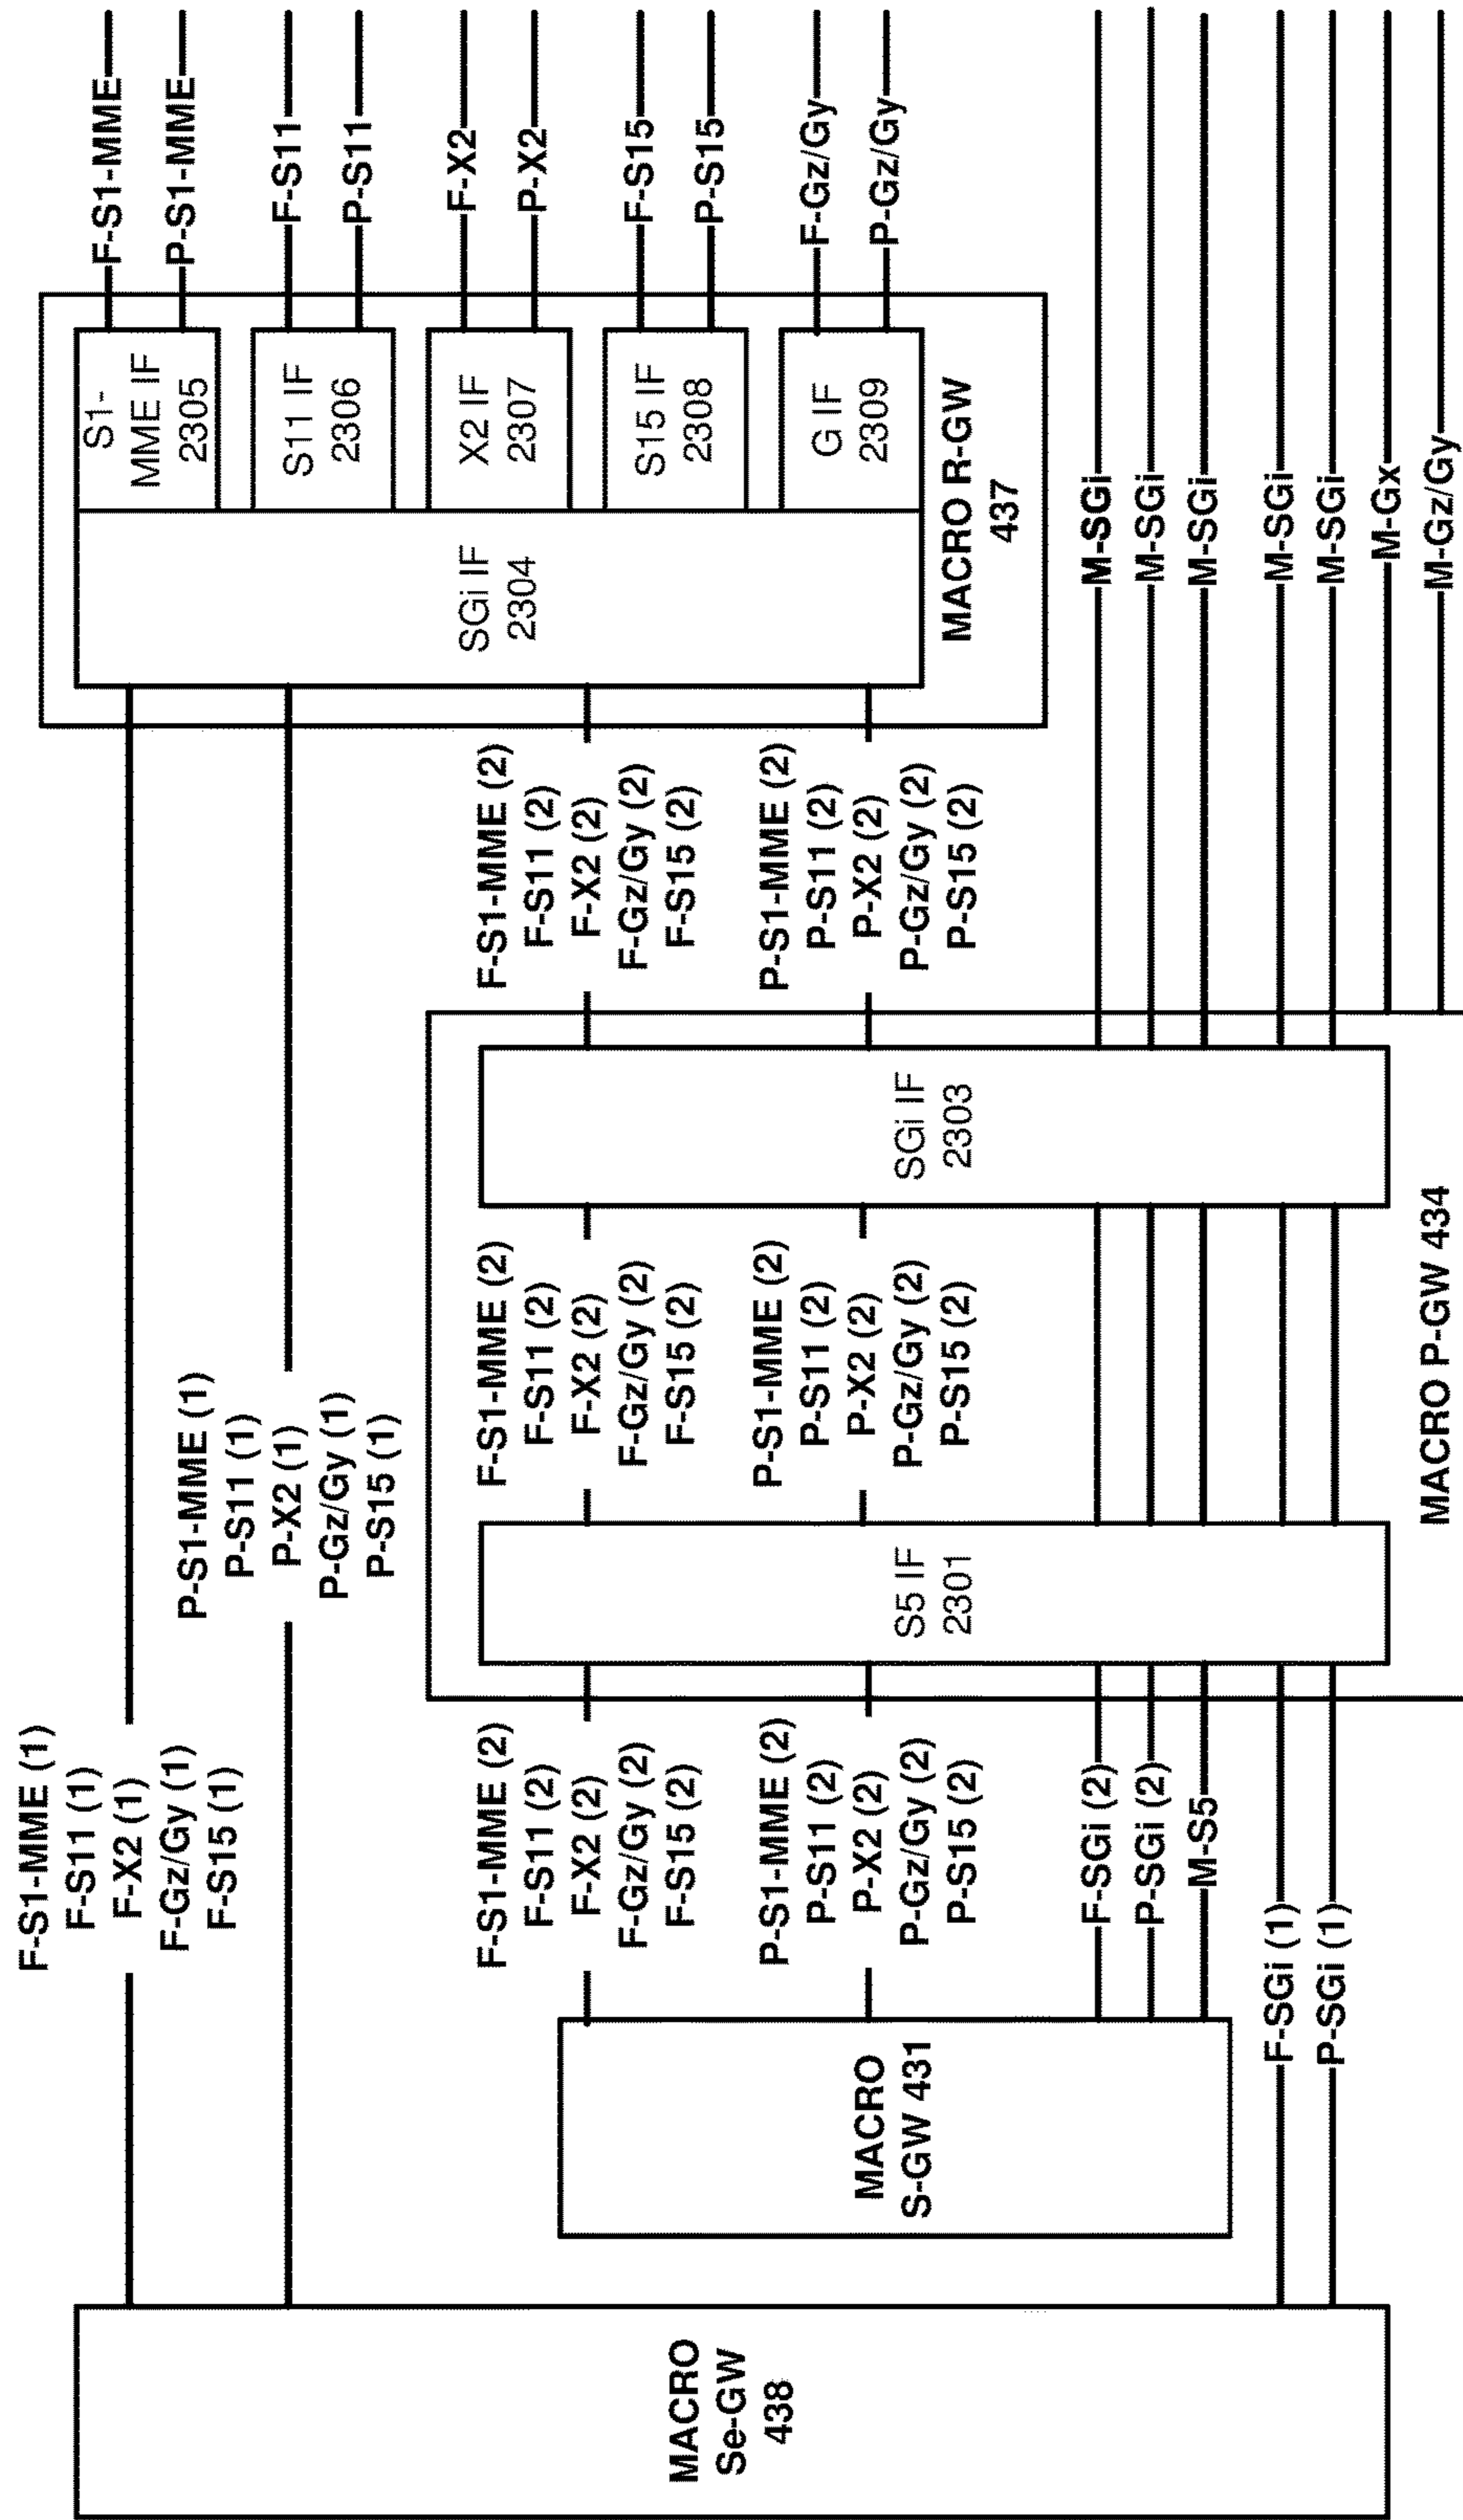 MACRO
Se-GW
438
F-S1-MME (1)
F-S11 (1)
F-X2 (1)
F-Gz/Gy (1)
F-S15 (1)
P-S1-MME (1)
P-S11 (1)
P-X2 (1)
P-Gz/Gy (1)
P-S15 (1)
MACRO
S-GW 431
F-S1-MME (2)
F-S11 (2)
F-X2 (2)
F-Gz/Gy (2)
F-S15 (2)
P-S1-MME (2)
P-S11 (2)
P-X2 (2)
P-Gz/Gy (2)
P-S15 (2)
F-SGi (2)
P-SGi (2)
M-S5
F-SGi (1)
P-SGi (1)
S5 IF
2301
F-S1-MME (2)
F-S11 (2)
F-X2 (2)
F-Gz/Gy (2)
F-S15 (2)
P-S1-MME (2)
P-S11 (2)
P-X2 (2)
P-Gz/Gy (2)
P-S15 (2)
SGi IF
2303
MACRO P-GW 434
F-S1-MME (2)
F-S11 (2)
F-X2 (2)
F-Gz/Gy (2)
F-S15 (2)
P-S1-MME (2)
P-S11 (2)
P-X2 (2)
P-Gz/Gy (2)
P-S15 (2)
SGi IF
2304
S1-
MME IF
2305
S11 IF
2306
X2 IF
2307
S15 IF
2308
G IF
2309
MACRO R-GW
437
F-S1-MME
P-S1-MME
F-S11
P-S11
F-X2
P-X2
F-S15
P-S15
F-Gz/Gy
P-Gz/Gy
M-SGi
M-SGi
M-SGi
M-SGi
M-SGi
M-Gx
M-Gz/Gy